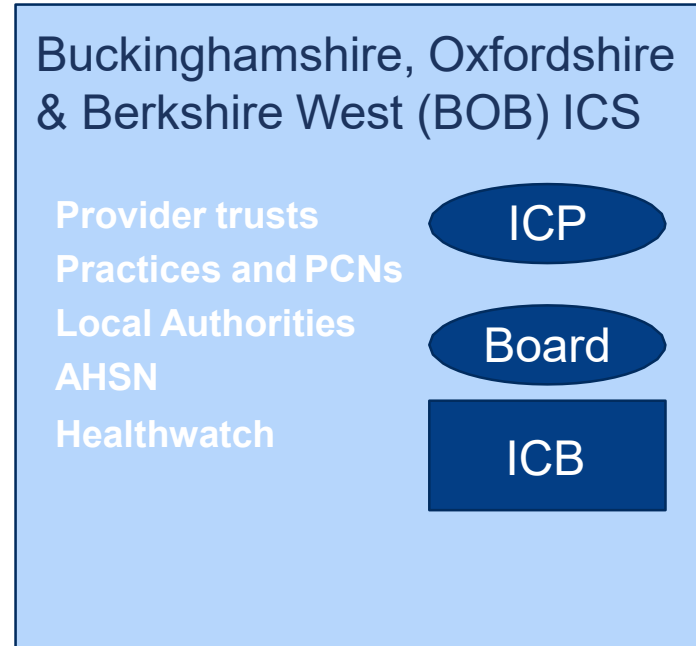 Buckinghamshire, Oxfordshire
& Berkshire West (BOB) ICS
Provider trusts
Practices and PCNs
Local Authorities
AHSN
Healthwatch
ICP
Board
ICB